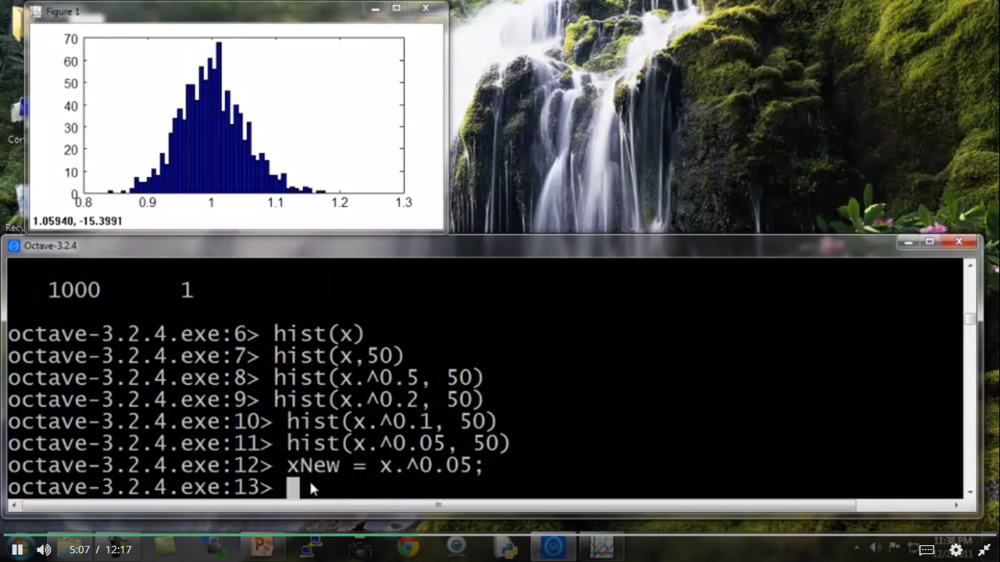 Figure 1
70
60
50
40
30
20
10
0
0.8 0.9 1 1.1 1.2 1.3
1.05940, -15.3991
Octave-3.2.4
1000 1
octave-3.2.4.exe:6> hist(x)
octave-3.2.4.exe:7> hist(x,50)
octave-3.2.4.exe:8> hist(x.^0.5, 50)
octave-3.2.4.exe:9> hist(x.^0.2, 50)
octave-3.2.4.exe:10> hist(x.^0.1, 50)
octave-3.2.4.exe:11> hist(x.^0.05, 50)
octave-3.2.4.exe:12> xNew = x.^0.05;
octave-3.2.4.exe:13>
5:07 / 12:17
11:38 PM